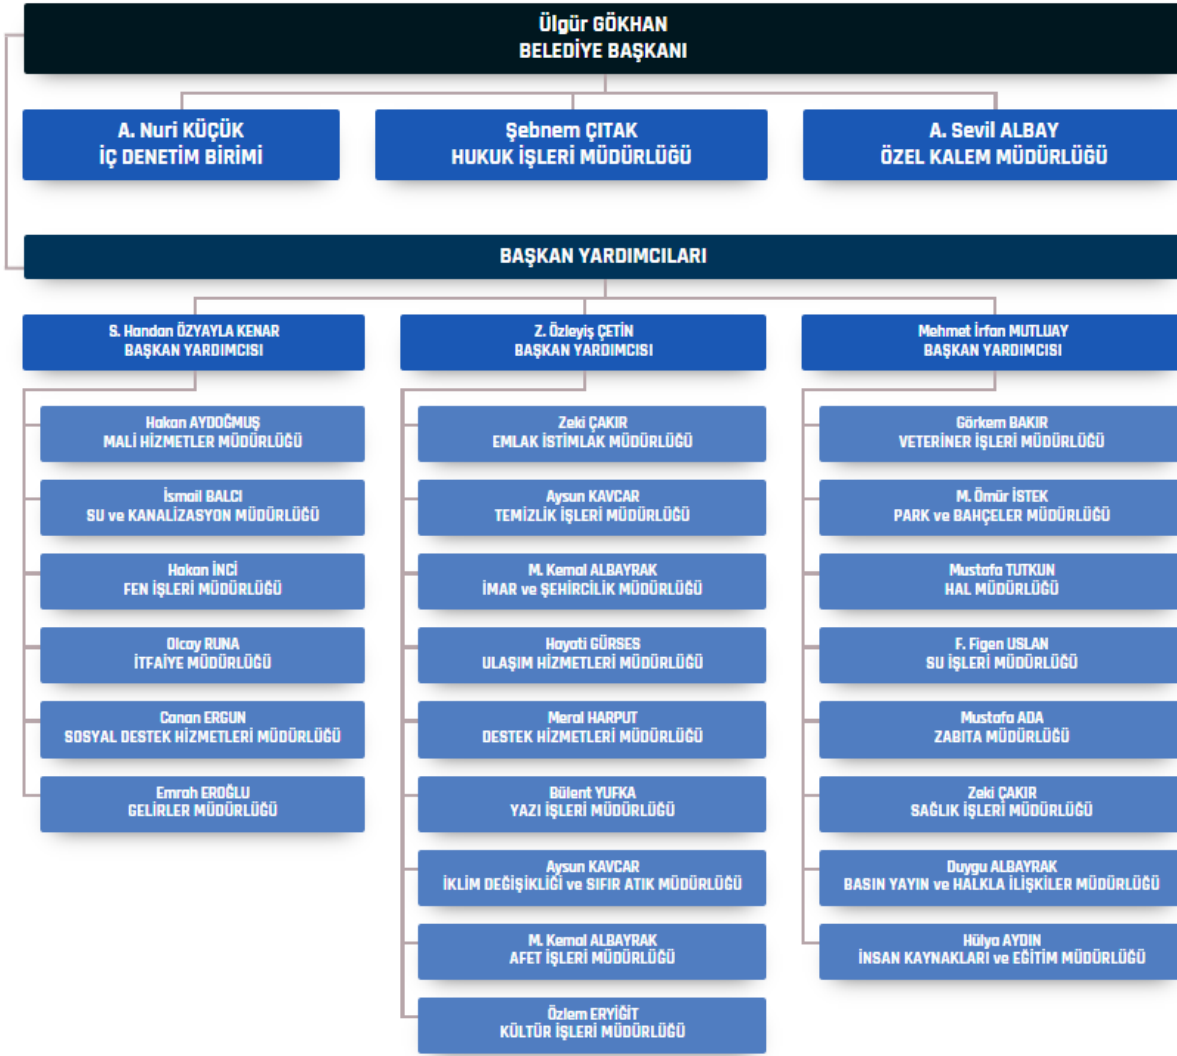 Ülgür GÖKHAN
BELEDİYE BAŞKANI
A. Nuri KÜÇÜK
İÇ DENETİM BİRİMİ
Şebnem ÇITAK
HUKUK İŞLERİ MÜDÜRLÜĞÜ
A. Sevil ALBAY
ÖZEL KALEM MÜDÜRLÜĞÜ
BAŞKAN YARDIMCILARI
S. Handan ÖZYAYLA KENAR
BAŞKAN YARDIMCISI
Hakan AYDOĞMUŞ
MALİ HİZMETLER MÜDÜRLÜĞÜ
İsmail BALCI
SU ve KANALİZASYON MÜDÜRLÜĞÜ
Hakan İNCİ
FEN İŞLERİ MÜDÜRLÜĞÜ
Olcay RUNA
İTFAİYE MÜDÜRLÜĞÜ
Canan ERGUN
SOSYAL DESTEK HİZMETLERİ MÜDÜRLÜĞÜ
Emrah EROĞLU
GELİRLER MÜDÜRLÜĞÜ
Z. Özleyiş ÇETİN
BAŞKAN YARDIMCISI
Zeki ÇAKIR
EMLAK İSTİMLAK MÜDÜRLÜĞÜ
Aysun KAVCAR
TEMİZLİK İŞLERİ MÜDÜRLÜĞÜ
M. Kemal ALBAYRAK
İMAR ve ŞEHİRCİLİK MÜDÜRLÜĞÜ
Hayati GÜRSES
ULAŞIM HİZMETLERİ MÜDÜRLÜĞÜ
Meral HARPUT
DESTEK HİZMETLERİ MÜDÜRLÜĞÜ
Bülent YUFKA
YAZI İŞLERİ MÜDÜRLÜĞÜ
Aysun KAVCAR
İKLİM DEĞİŞİKLİĞİ ve SIFIR ATIK MÜDÜRLÜĞÜ
M. Kemal ALBAYRAK
AFET İŞLERİ MÜDÜRLÜĞÜ
Özlem ERYİĞİT
KÜLTÜR İŞLERİ MÜDÜRLÜĞÜ
Mehmet İrfan MUTLUAY
BAŞKAN YARDIMCISI
Görkem BAKIR
VETERİNER İŞLERİ MÜDÜRLÜĞÜ
M. Ömür İSTEK
PARK ve BAHÇELER MÜDÜRLÜĞÜ
Mustafa TUTKUN
HAL MÜDÜRLÜĞÜ
F. Figen USLAN
SU İŞLERİ MÜDÜRLÜĞÜ
Mustafa ADA
ZABITA MÜDÜRLÜĞÜ
Zeki ÇAKIR
SAĞLIK İŞLERİ MÜDÜRLÜĞÜ
Duygu ALBAYRAK
BASIN YAYIN ve HALKLA İLİŞKİLER MÜDÜRLÜĞÜ
Hülya AYDIN
İNSAN KAYNAKLARI ve EĞİTİM MÜDÜRLÜĞÜ